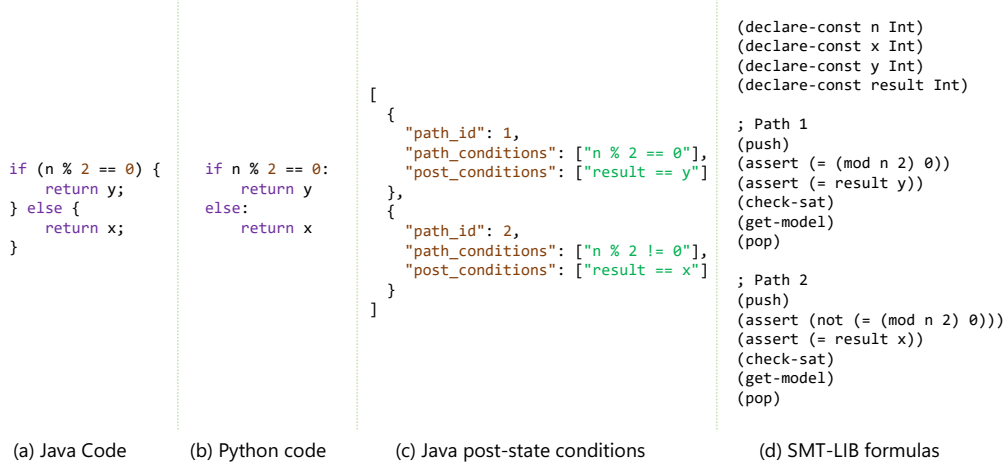 if (n % 2 == 0) {
    return y;
} else {
    return x;
}
(a) Java Code
if n % 2 == 0:
    return y
else:
    return x
(b) Python code
[
  {
    "path_id": 1,
    "path_conditions": ["n % 2 == 0"],
    "post_conditions": ["result == y"]
  },
  {
    "path_id": 2,
    "path_conditions": ["n % 2 != 0"],
    "post_conditions": ["result == x"]
  }
]
(c) Java post-state conditions
(declare-const n Int)
(declare-const x Int)
(declare-const y Int)
(declare-const result Int)
; Path 1
(push)
(assert (= (mod n 2) 0))
(assert (= result y))
(check-sat)
(get-model)
(pop)
; Path 2
(push)
(assert (not (= (mod n 2) 0)))
(assert (= result x))
(check-sat)
(get-model)
(pop)
(d) SMT-LIB formulas